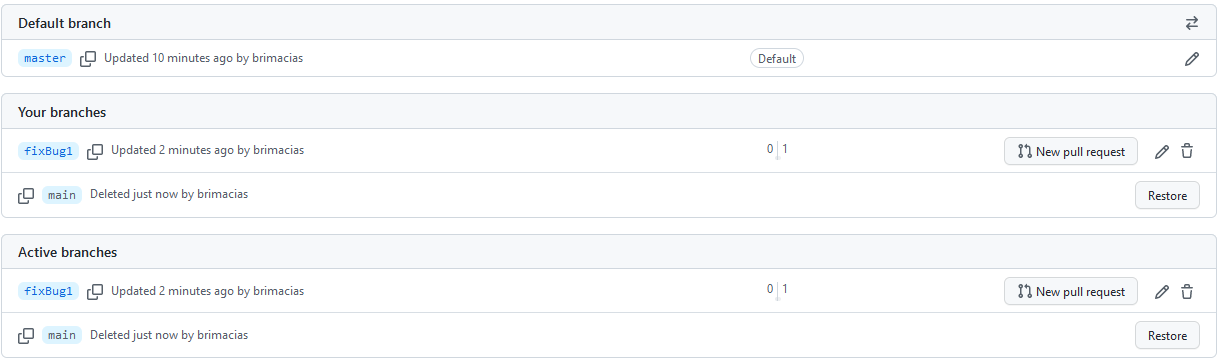 Default branch
master Updated 10 minutes ago by brimacias Default
Your branches
fixBug1 Updated 2 minutes ago by brimacias 0 1 New pull request
main Deleted just now by brimacias Restore
Active branches
fixBug1 Updated 2 minutes ago by brimacias 0 1 New pull request
main Deleted just now by brimacias Restore